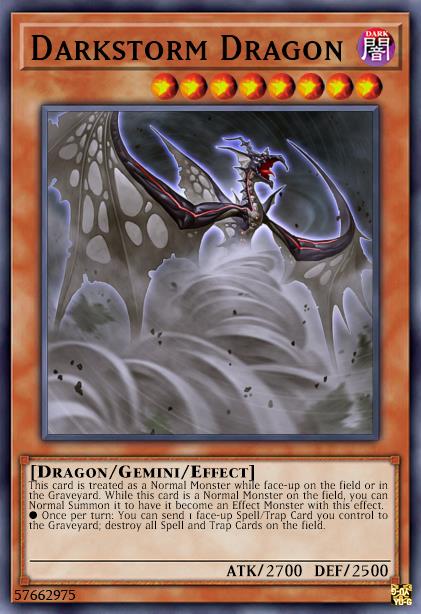 Darkstorm Dragon
DARK
闇
[Dragon/Gemini/Effect]
This card is treated as a Normal Monster while face-up on the field or in
the Graveyard. While this card is a Normal Monster on the field, you can
Normal Summon it to have it become an Effect Monster with this effect.
● Once per turn: You can send 1 face-up Spell/Trap Card you control to
the Graveyard; destroy all Spell and Trap Cards on the field.
ATK/2700 DEF/2500
57662975